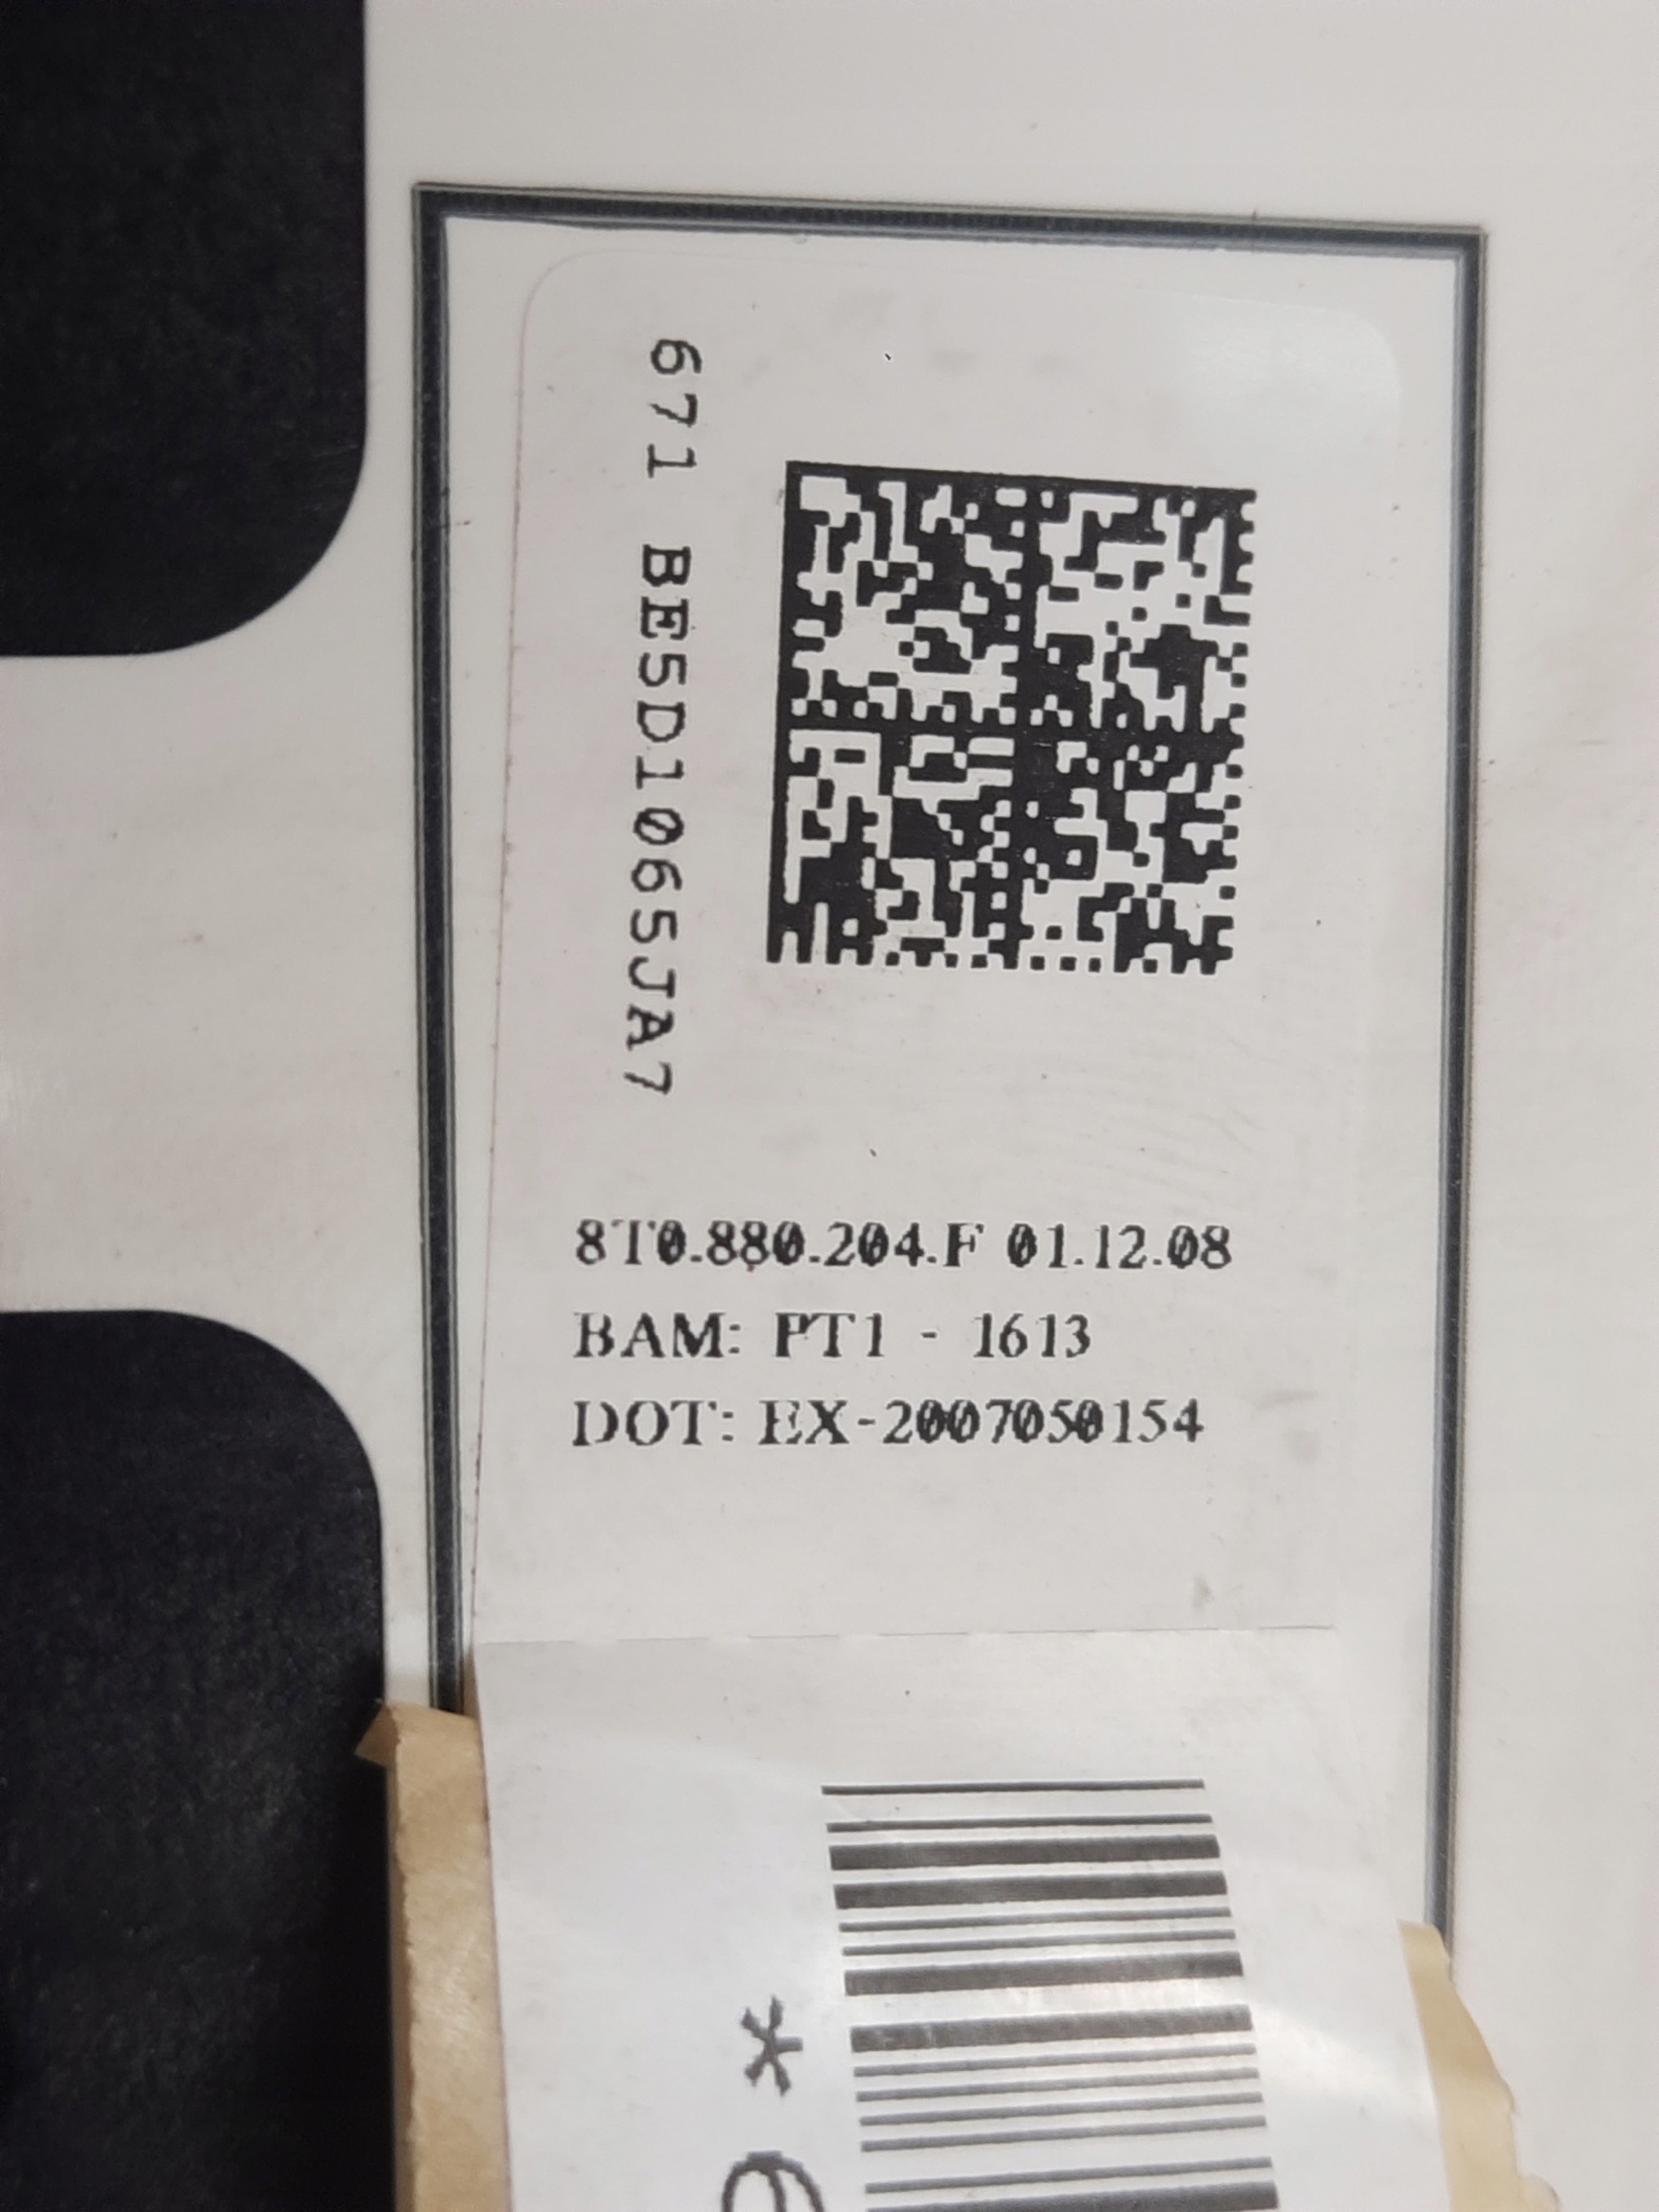 671 BE5D1065JA7
8T0.880.204.F 01.12.08
BAM: PT1 - 1613
DOT: EX-2007050154
*